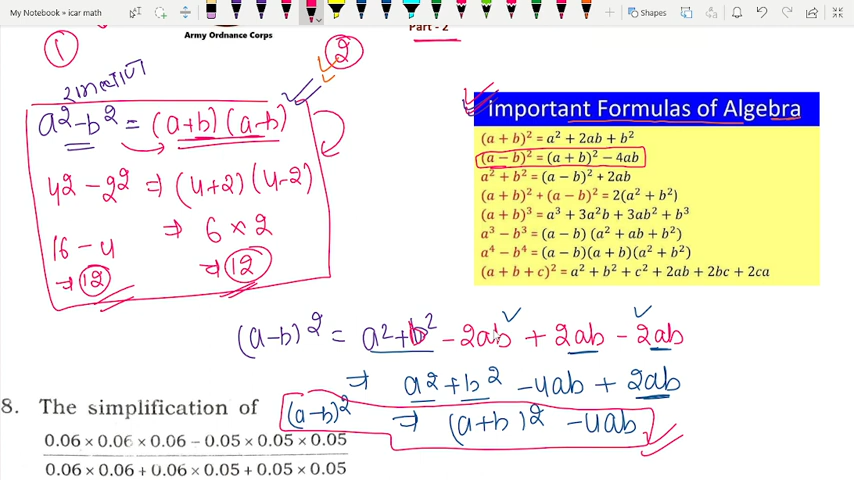 Notebooks » icar math
Shapes
Army Ordnance Corps
Part - 2
1
2
a² - b² = (a+b) (a-b)
4² - 2² ⇒ (4+2) (4-2)
16 - 4 ⇒ 6 × 2
⇒ 12 ⇒ 12
important Formulas of Algebra
(a + b)² = a² + 2ab + b²
(a − b)² = (a + b)² − 4ab
a² + b² = (a − b)² + 2ab
(a + b)² + (a − b)² = 2(a² + b²)
(a + b)³ = a³ + 3a²b + 3ab² + b³
a³ − b³ = (a − b) (a² + ab + b²)
a⁴ − b⁴ = (a − b)(a + b)(a² + b²)
(a + b + c)² = a² + b² + c² + 2ab + 2bc + 2ca
(a-b)² = a² + b² - 2ab + 2ab - 2ab
⇒ a² + b² - 4ab + 2ab
(a-b)² ⇒ (a+b)² - 4ab
8. The simplification of
0.06 × 0.06 × 0.06 − 0.05 × 0.05 × 0.05
0.06 × 0.06 + 0.06 × 0.05 + 0.05 × 0.05